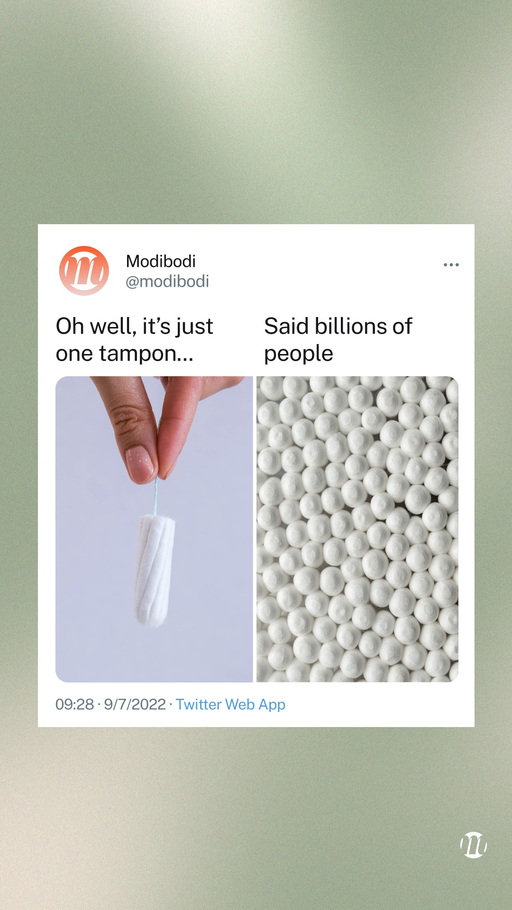 Modibodi
@modibodi
Oh well, it’s just
one tampon...
Said billions of
people
09:28 · 9/7/2022 · Twitter Web App